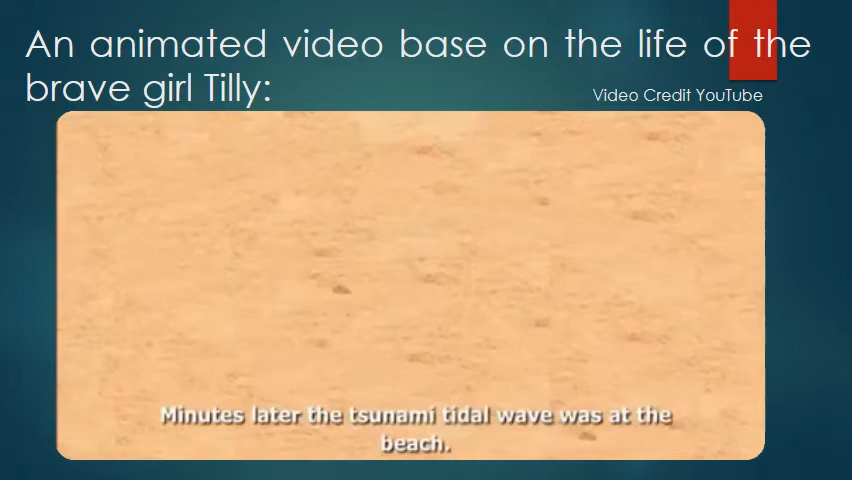 An animated video base on the life of the
brave girl Tilly:
Video Credit YouTube
Minutes later the tsunami tidal wave was at the
beach.